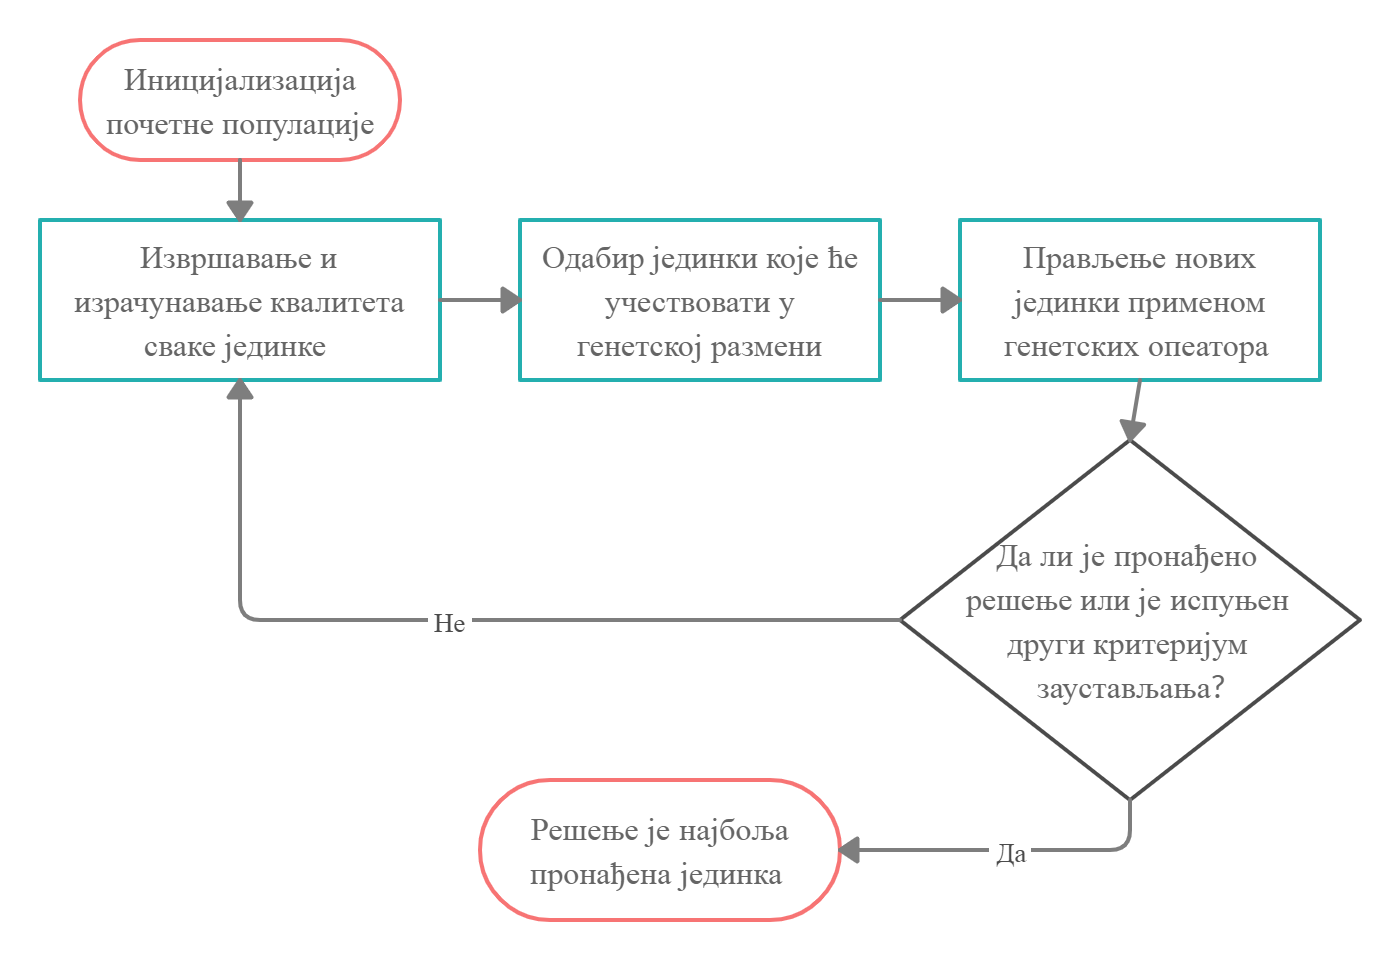 Иницијализација
почетне популације
Извршавање и
израчунавање квалитета
сваке јединке
Одабир јединки које ће
учествовати у
генетској размени
Прављење нових
јединки применом
генетских опеатора
Да ли је пронађено
решење или је испуњен
други критеријум
заустављања?
Не
Да
Решење је најбоља
пронађена јединка